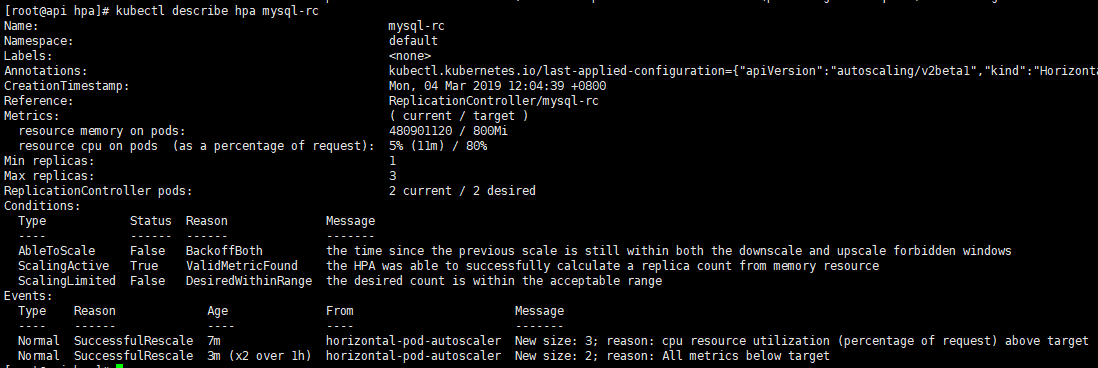 [root@api hpa]# kubectl describe hpa mysql-rc
Name: mysql-rc
Namespace: default
Labels: <none>
Annotations: kubectl.kubernetes.io/last-applied-configuration={"apiVersion":"autoscaling/v2beta1","kind":"Horizonta
CreationTimestamp: Mon, 04 Mar 2019 12:04:39 +0800
Reference: ReplicationController/mysql-rc
Metrics: ( current / target )
resource memory on pods: 480901120 / 800Mi
resource cpu on pods (as a percentage of request): 5% (11m) / 80%
Min replicas: 1
Max replicas: 3
ReplicationController pods: 2 current / 2 desired
Conditions:
Type Status Reason Message
---- ------ ------ -------
AbleToScale False BackoffBoth the time since the previous scale is still within both the downscale and upscale forbidden windows
ScalingActive True ValidMetricFound the HPA was able to successfully calculate a replica count from memory resource
ScalingLimited False DesiredWithinRange the desired count is within the acceptable range
Events:
Type Reason Age From Message
---- ------ ---- ---- -------
Normal SuccessfulRescale 7m horizontal-pod-autoscaler New size: 3; reason: cpu resource utilization (percentage of request) above target
Normal SuccessfulRescale 3m (x2 over 1h) horizontal-pod-autoscaler New size: 2; reason: All metrics below target